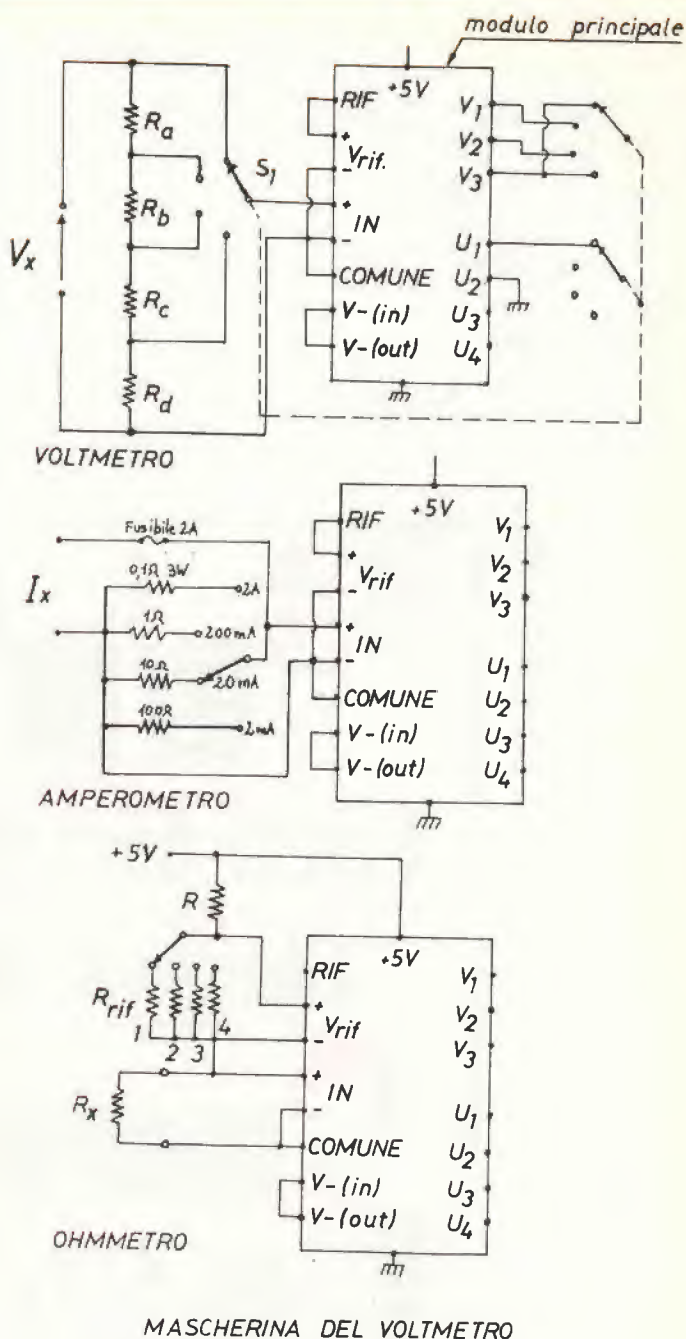 modulo principale
+5V
RIF
+
Vrif.
-
+
IN
-
COMUNE
V-(in)
V-(out)
V1
V2
V3
U1
U2
U3
U4
Ra
Rb
Rc
Rd
S1
Vx
VOLTMETRO
+5V
RIF
+
Vrif
-
+
IN
-
COMUNE
V-(in)
V-(out)
V1
V2
V3
U1
U2
U3
U4
Fusibile 2A
0,1Ω 3W
2A
Ix
1Ω
200mA
10Ω
20mA
100Ω
2mA
AMPEROMETRO
+5V
R
+5V
RIF
+
Vrif
-
+
IN
-
COMUNE
V-(in)
V-(out)
V1
V2
V3
U1
U2
U3
U4
Rrif
1
2
3
4
Rx
OHMMETRO
MASCHERINA DEL VOLTMETRO